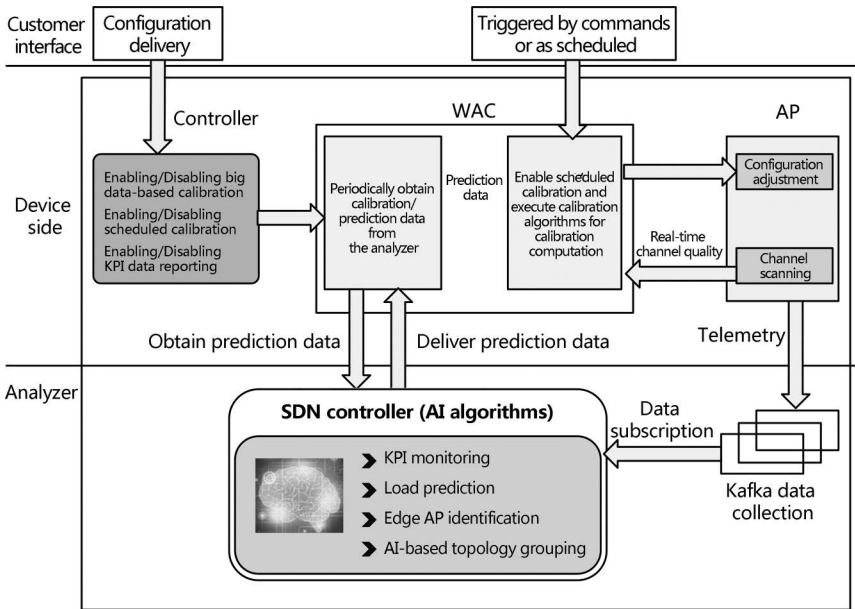 Customer
interface
Configuration
delivery
Triggered by commands
or as scheduled
Device
side
Controller
Enabling/Disabling big
data-based calibration
Enabling/Disabling
scheduled calibration
Enabling/Disabling
KPI data reporting
WAC
Periodically obtain
calibration/
prediction data
from
the analyzer
Prediction
data
Enable scheduled
calibration and
execute calibration
algorithms for
calibration
computation
AP
Configuration
adjustment
Real-time
channel quality
Channel
scanning
Obtain prediction data
Deliver prediction data
Telemetry
Analyzer
SDN controller (AI algorithms)
KPI monitoring
Load prediction
Edge AP identification
AI-based topology grouping
Data
subscription
Kafka data
collection